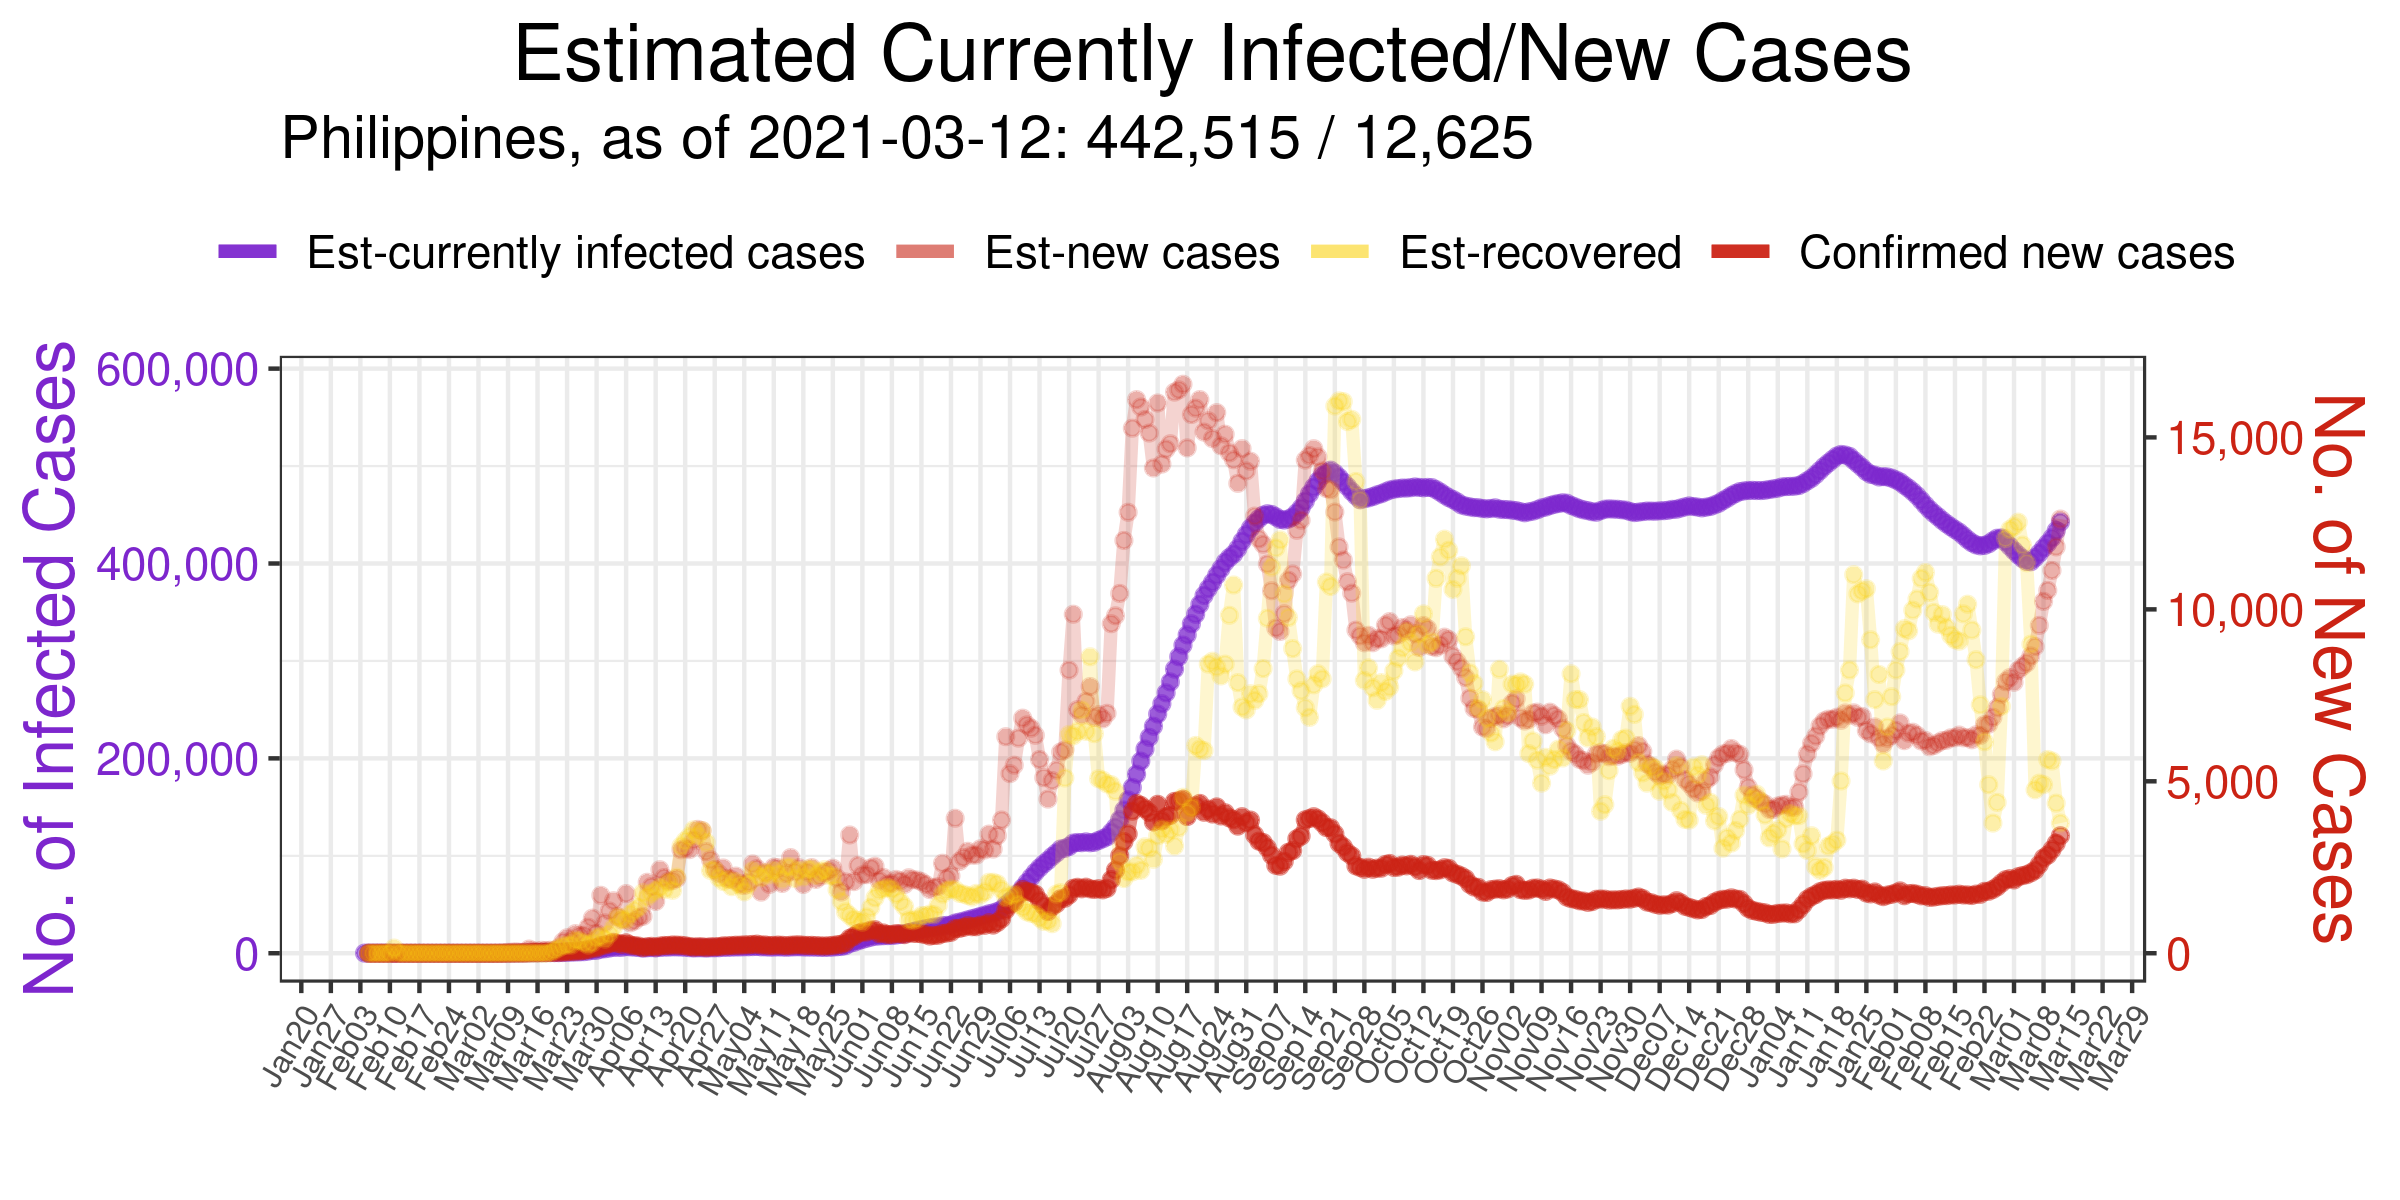 Estimated Currently Infected/New Cases
Philippines, as of 2021-03-12: 442,515 / 12,625
Est-currently infected cases Est-new cases Est-recovered Confirmed new cases
No. of Infected Cases
600,000
400,000
200,000
0
15,000
10,000
5,000
0
No. of New Cases
Jan20 Jan27 Feb03 Feb10 Feb17 Feb24 Mar02 Mar09 Mar16 Mar23 Mar30 Apr06 Apr13 Apr20 Apr27 May04 May11 May18 May25 Jun01 Jun08 Jun15 Jun22 Jun29 Jul06 Jul13 Jul20 Jul27 Aug03 Aug10 Aug17 Aug24 Aug31 Sep07 Sep14 Sep21 Sep28 Oct05 Oct12 Oct19 Oct26 Nov02 Nov09 Nov16 Nov23 Nov30 Dec07 Dec14 Dec21 Dec28 Jan04 Jan11 Jan18 Jan25 Feb01 Feb08 Feb15 Feb22 Mar01 Mar08 Mar15 Mar22 Mar29